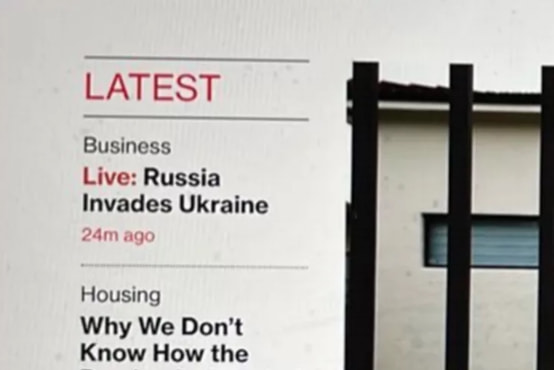 LATEST
Business
Live: Russia
Invades Ukraine
24m ago
Housing
Why We Don't
Know How the